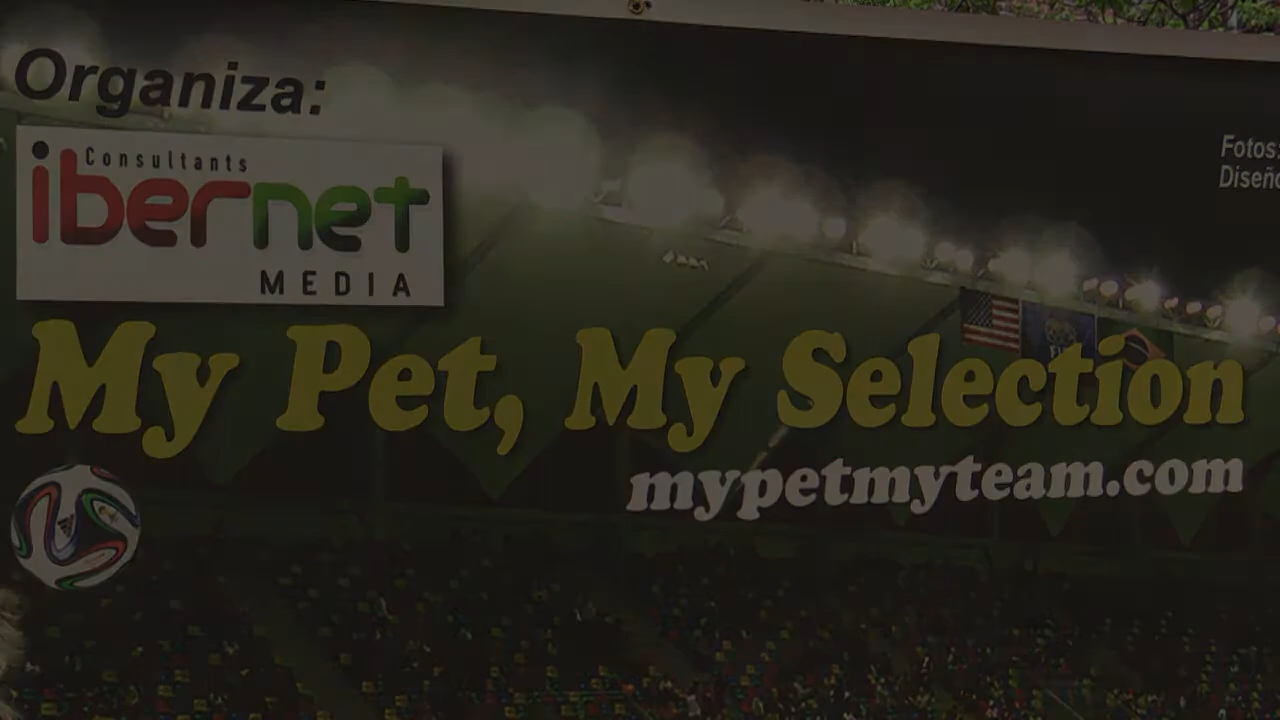 Organiza:
Consultants
ibernet
MEDIA
Fotos:
Diseño
My Pet, My Selection
mypetmyteam.com